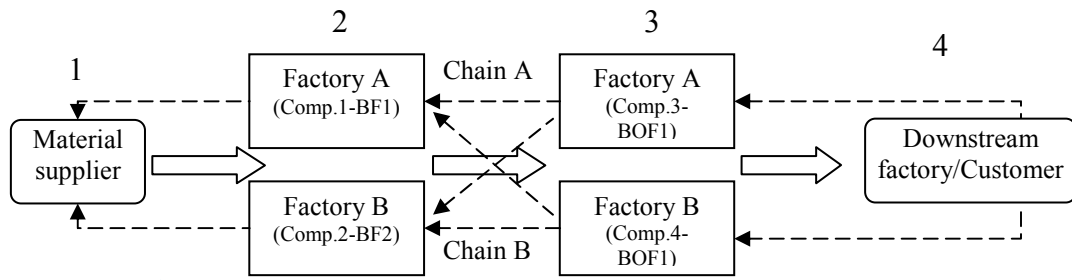 1
2
3
4
Material
supplier
Factory A
(Comp.1-BF1)
Factory B
(Comp.2-BF2)
Chain A
Chain B
Factory A
(Comp.3-
BOF1)
Factory B
(Comp.4-
BOF1)
Downstream
factory/Customer